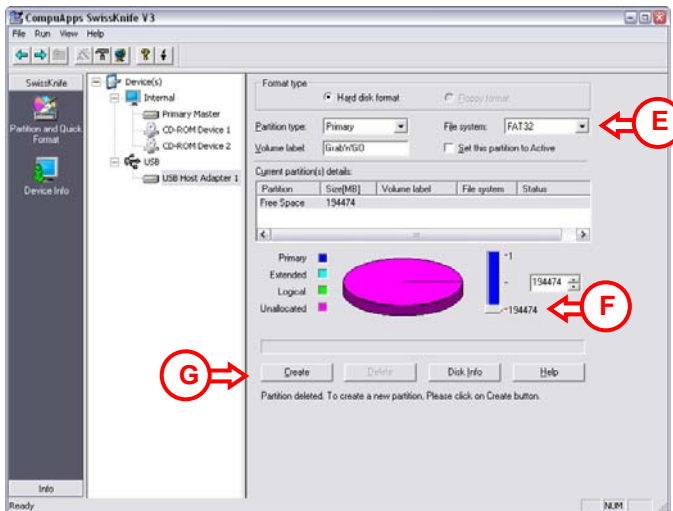 CompuApps SwissKnife V3
File Run View Help
SwissKnife
Partition and Quick
Format
Device Info
Info
Device(s)
Internal
Primary Master
CD-ROM Device 1
CD-ROM Device 2
USB
USB Host Adapter 1
Format type
Hard disk format
Floppy format
Partition type: Primary
File system: FAT32
E
Volume label: Grab'n'GO
Set this partition to Active
Current partition(s) details:
Partition Size[MB] Volume label File system Status
Free Space 194474
Primary
Extended
Logical
Unallocated
1
194474
194474
F
G
Create Delete Disk Info Help
Partition deleted. To create a new partition, Please click on Create button.
Ready
NUM